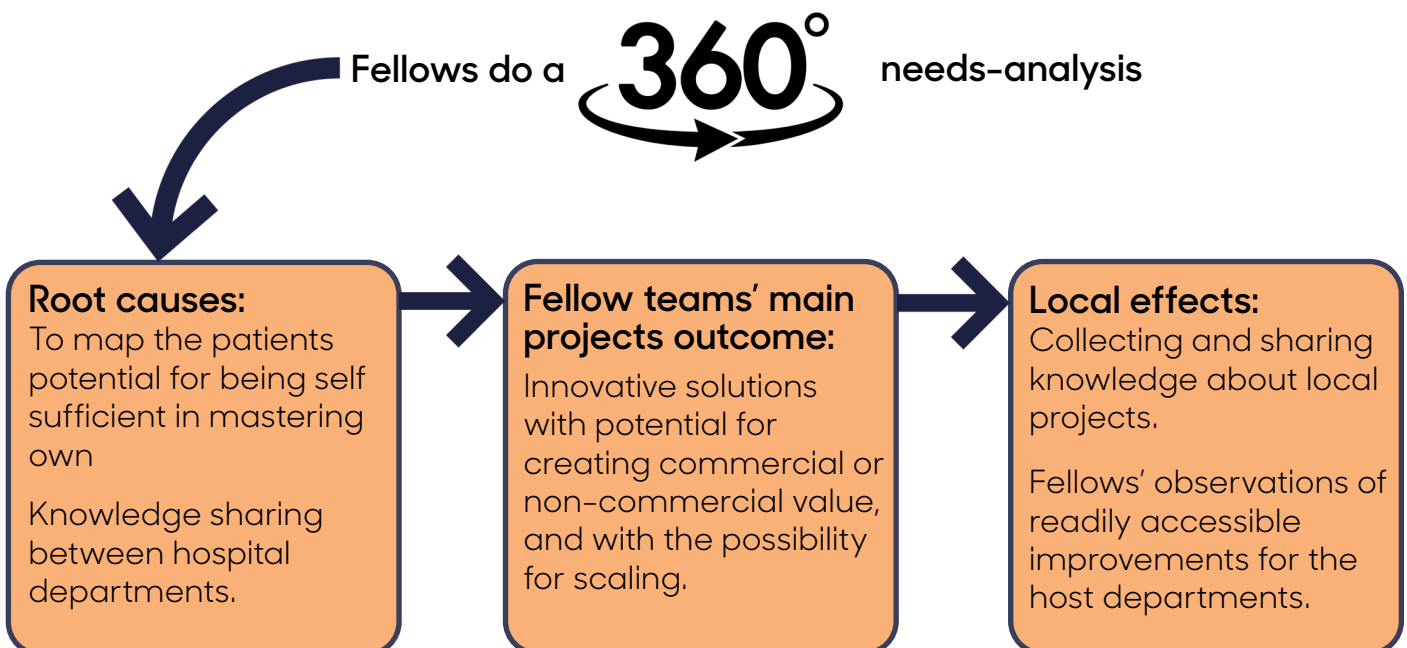 Fellows do a 360° needs-analysis
Root causes:
To map the patients
potential for being self
sufficient in mastering
own
Knowledge sharing
between hospital
departments.
Fellow teams’ main
projects outcome:
Innovative solutions
with potential for
creating commercial or
non-commercial value,
and with the possibility
for scaling.
Local effects:
Collecting and sharing
knowledge about local
projects.
Fellows’ observations of
readily accessible
improvements for the
host departments.